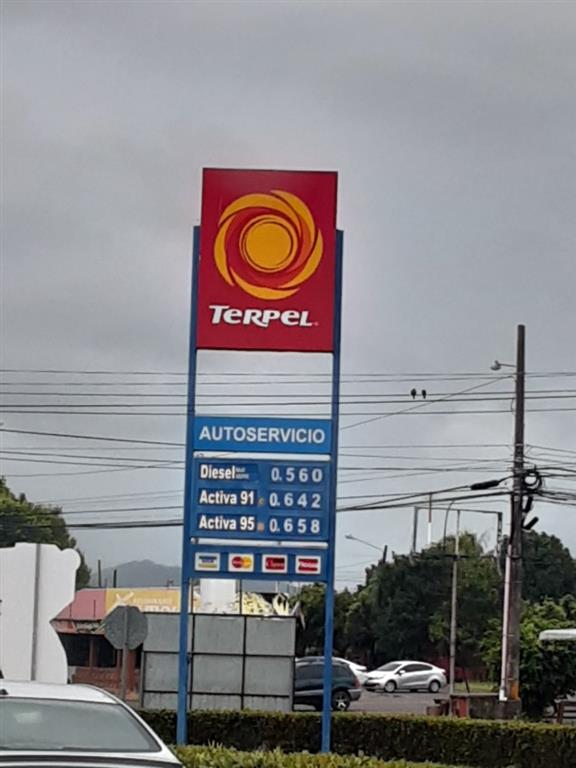 TERPEL
AUTOSERVICIO
Diesel 0.560
Activa 91 0.642
Activa 95 0.658